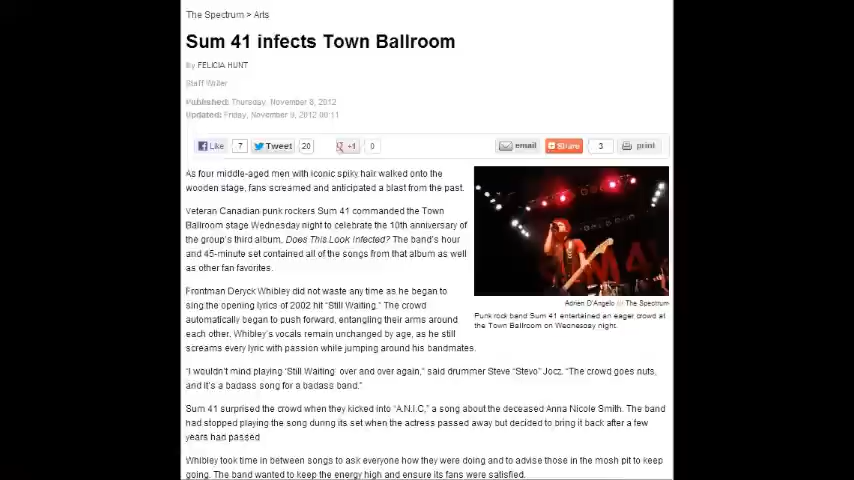 The Spectrum > Arts
Sum 41 infects Town Ballroom
By FELICIA HUNT
Staff Writer
Published: Thursday, November 8, 2012
Updated: Friday, November 9, 2012 00:11
Like 7 Tweet 20 +1 0 email Share 3 print
As four middle-aged men with iconic spiky hair walked onto the
wooden stage, fans screamed and anticipated a blast from the past.
Veteran Canadian punk rockers Sum 41 commanded the Town
Ballroom stage Wednesday night to celebrate the 10th anniversary of
the group's third album, Does This Look Infected? The band's hour
and 45-minute set contained all of the songs from that album as well
as other fan favorites.
SUM 41
Adrien D'Angelo /// The Spectrum
Punk rock band Sum 41 entertained an eager crowd at
the Town Ballroom on Wednesday night.
Frontman Deryck Whibley did not waste any time as he began to
sing the opening lyrics of 2002 hit "Still Waiting." The crowd
automatically began to push forward, entangling their arms around
each other. Whibley's vocals remain unchanged by age, as he still
screams every lyric with passion while jumping around his bandmates.
"I wouldn't mind playing 'Still Waiting' over and over again," said drummer Steve "Stevo" Jocz. "The crowd goes nuts,
and it's a badass song for a badass band."
Sum 41 surprised the crowd when they kicked into "A.N.I.C," a song about the deceased Anna Nicole Smith. The band
had stopped playing the song during its set when the actress passed away but decided to bring it back after a few
years had passed.
Whibley took time in between songs to ask everyone how they were doing and to advise those in the mosh pit to keep
going. The band wanted to keep the energy high and ensure its fans were satisfied.